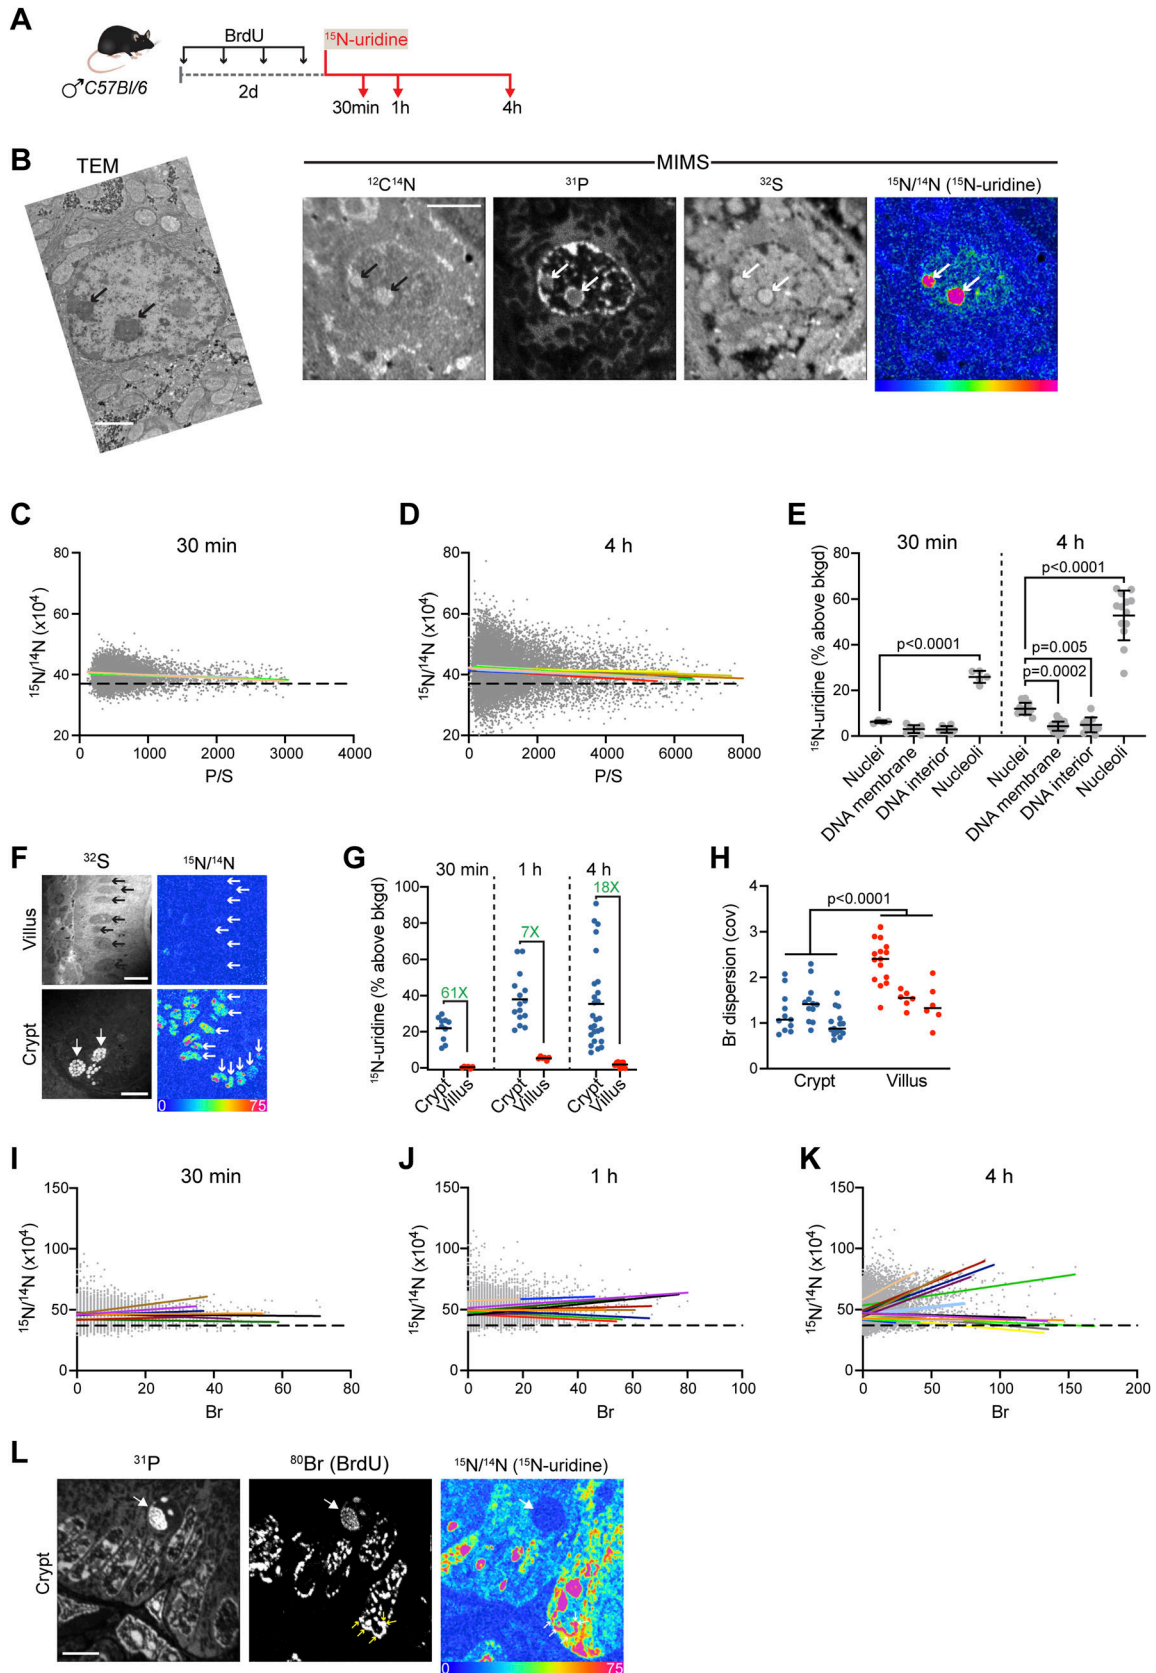 A
BrdU
¹⁵N-uridine
♂C57Bl/6
2d
30min
1h
4h
B
TEM
MIMS
¹²C¹⁴N
³¹P
³²S
¹⁵N/¹⁴N (¹⁵N-uridine)
C
30 min
¹⁵N/¹⁴N (x10⁴)
80
60
40
20
0
1000
2000
3000
4000
P/S
D
4 h
¹⁵N/¹⁴N (x10⁴)
80
60
40
20
0
2000
4000
6000
8000
P/S
E
30 min
4 h
¹⁵N-uridine (% above bkgd)
80
60
40
20
0
p<0.0001
p<0.0001
p=0.005
p=0.0002
Nuclei
DNA membrane
DNA interior
Nucleoli
Nuclei
DNA membrane
DNA interior
Nucleoli
F
³²S
¹⁵N/¹⁴N
Villus
Crypt
0
75
G
30 min
1 h
4 h
¹⁵N-uridine (% above bkgd)
100
80
60
40
20
0
61X
7X
18X
Crypt
Villus
Crypt
Villus
Crypt
Villus
H
Br dispersion (cov)
4
3
2
1
0
p<0.0001
Crypt
Villus
I
30 min
¹⁵N/¹⁴N (x10⁴)
150
100
50
0
0
20
40
60
80
Br
J
1 h
¹⁵N/¹⁴N (x10⁴)
150
100
50
0
0
20
40
60
80
100
Br
K
4 h
¹⁵N/¹⁴N (x10⁴)
150
100
50
0
0
50
100
150
200
Br
L
³¹P
⁸⁰Br (BrdU)
¹⁵N/¹⁴N (¹⁵N-uridine)
Crypt
0
75